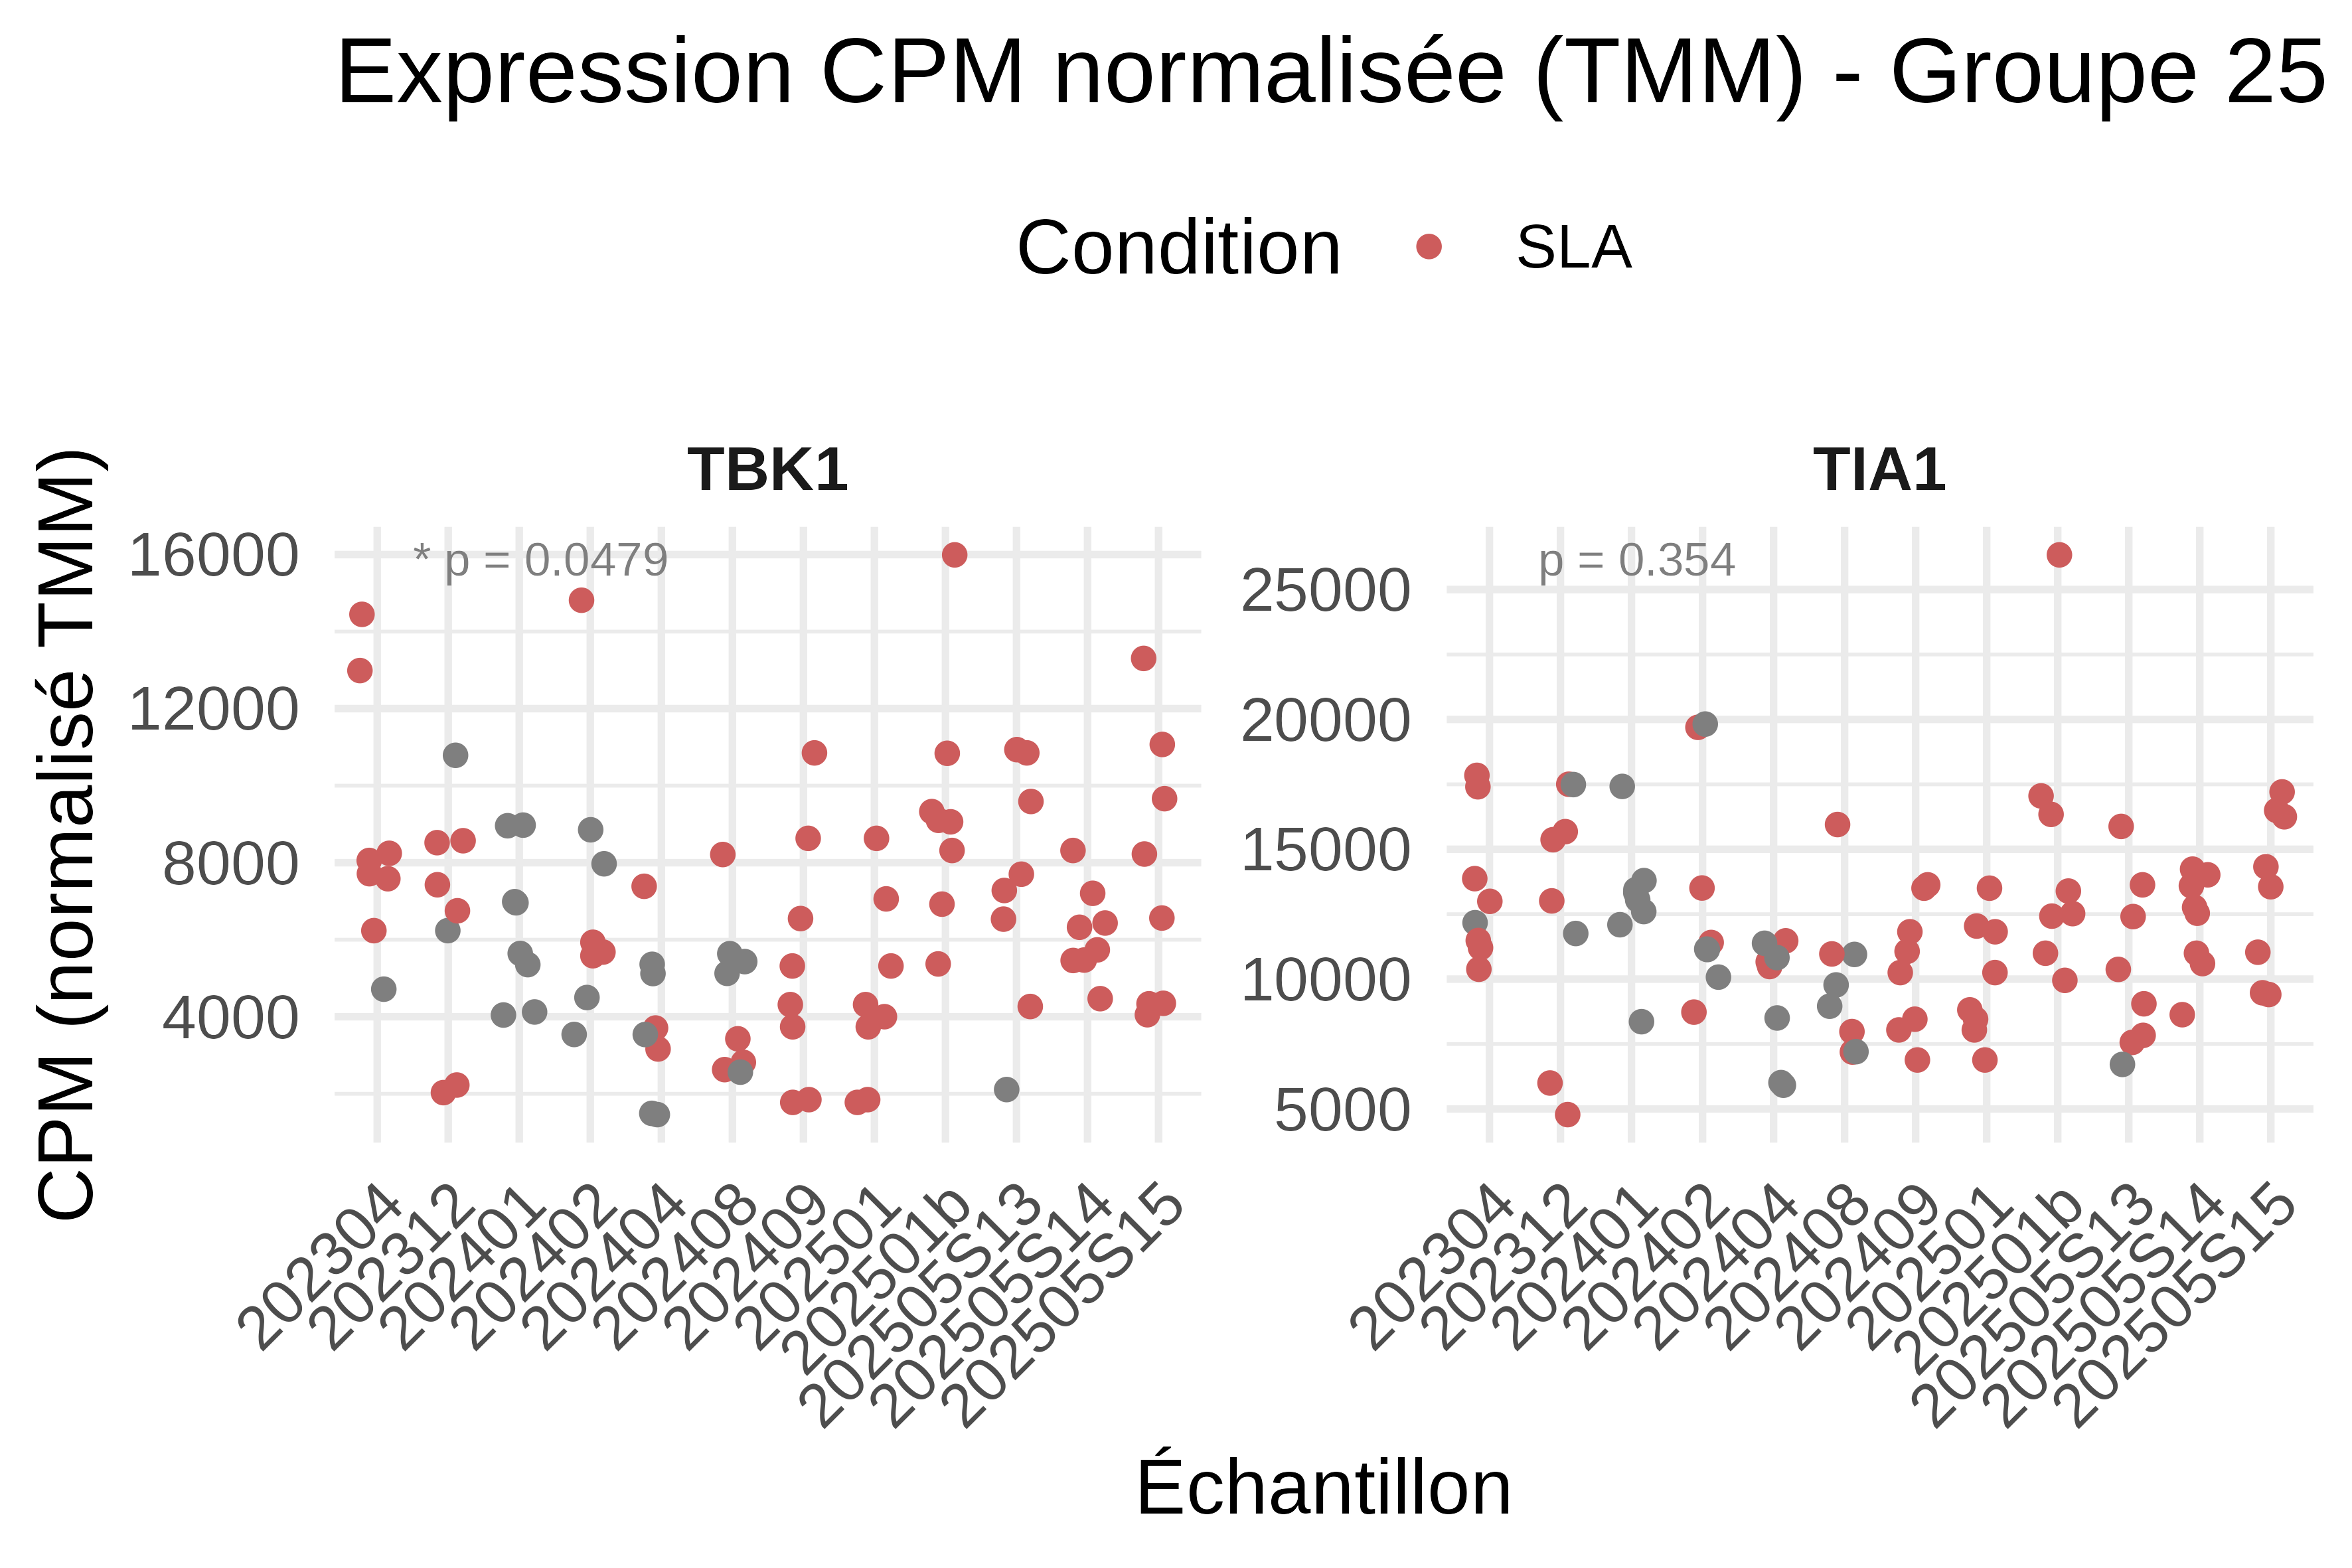 Expression CPM normalisée (TMM) - Groupe 25
Condition SLA
TBK1
TIA1
CPM (normalisé TMM)
16000
12000
8000
4000
* p = 0.0479
25000
20000
15000
10000
5000
p = 0.354
202304
202312
202401
202402
202404
202408
202409
202501
202501b
202505S13
202505S14
202505S15
202304
202312
202401
202402
202404
202408
202409
202501
202501b
202505S13
202505S14
202505S15
Échantillon